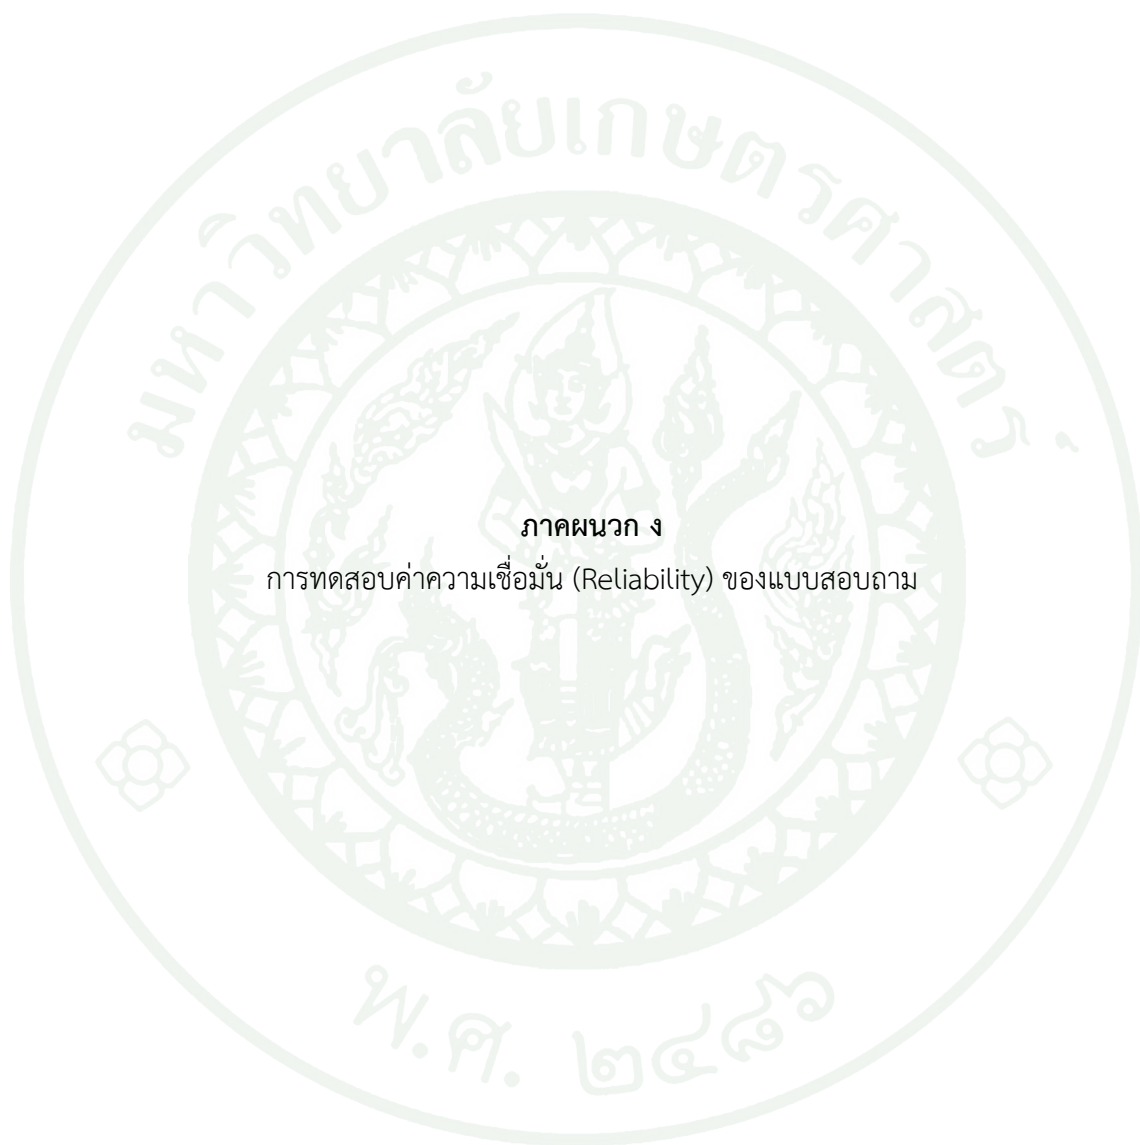 มหาวิทยาลัยเกษตรศาสตร์
ภาคผนวก ง
การทดสอบค่าความเชื่อมั่น (Reliability) ของแบบสอบถาม
พ.ศ. ๒๔๘๖